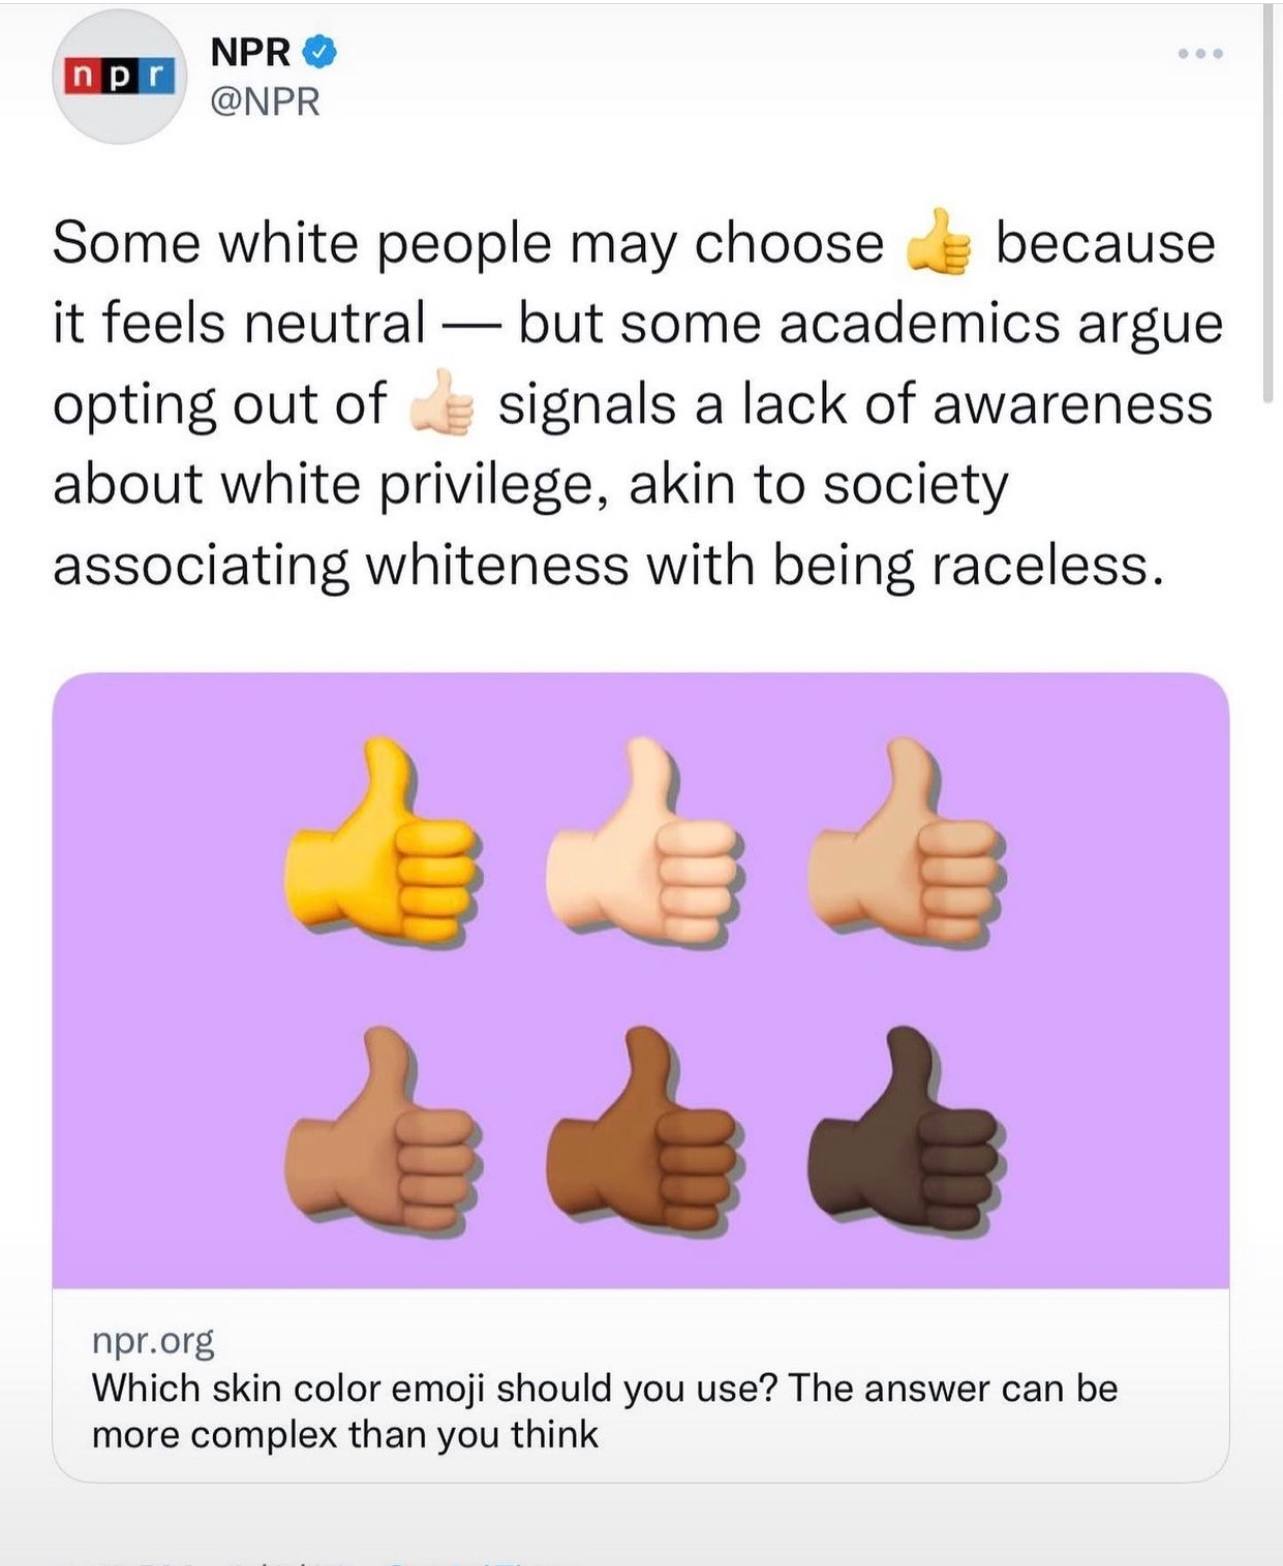 npr
NPR
@NPR
Some white people may choose 👍 because
it feels neutral — but some academics argue
opting out of 👍🏻 signals a lack of awareness
about white privilege, akin to society
associating whiteness with being raceless.
npr.org
Which skin color emoji should you use? The answer can be
more complex than you think